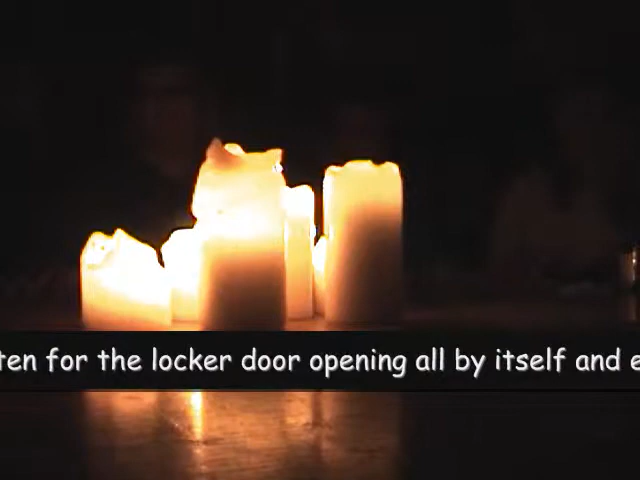 ten for the locker door opening all by itself and e